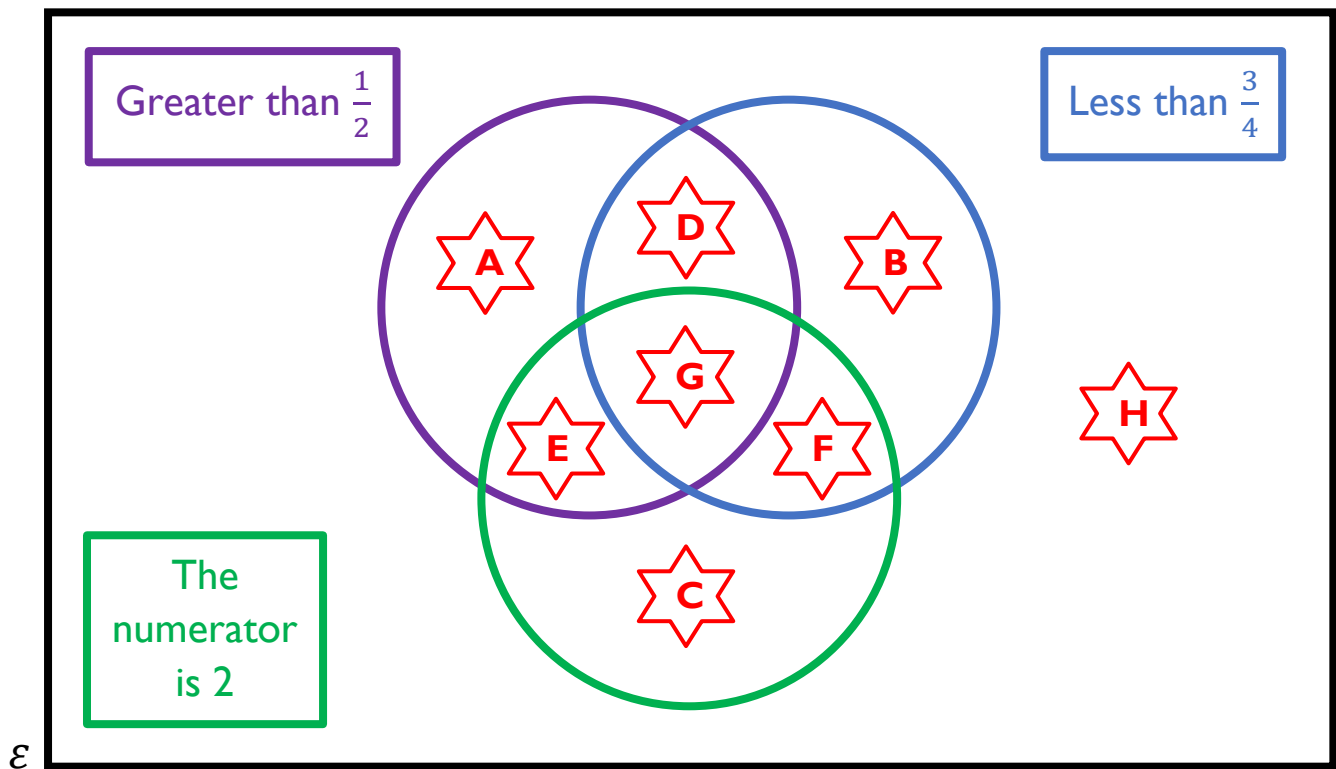 Greater than 1/2
Less than 3/4
D
A
B
G
H
E
F
The
numerator
is 2
C
ε